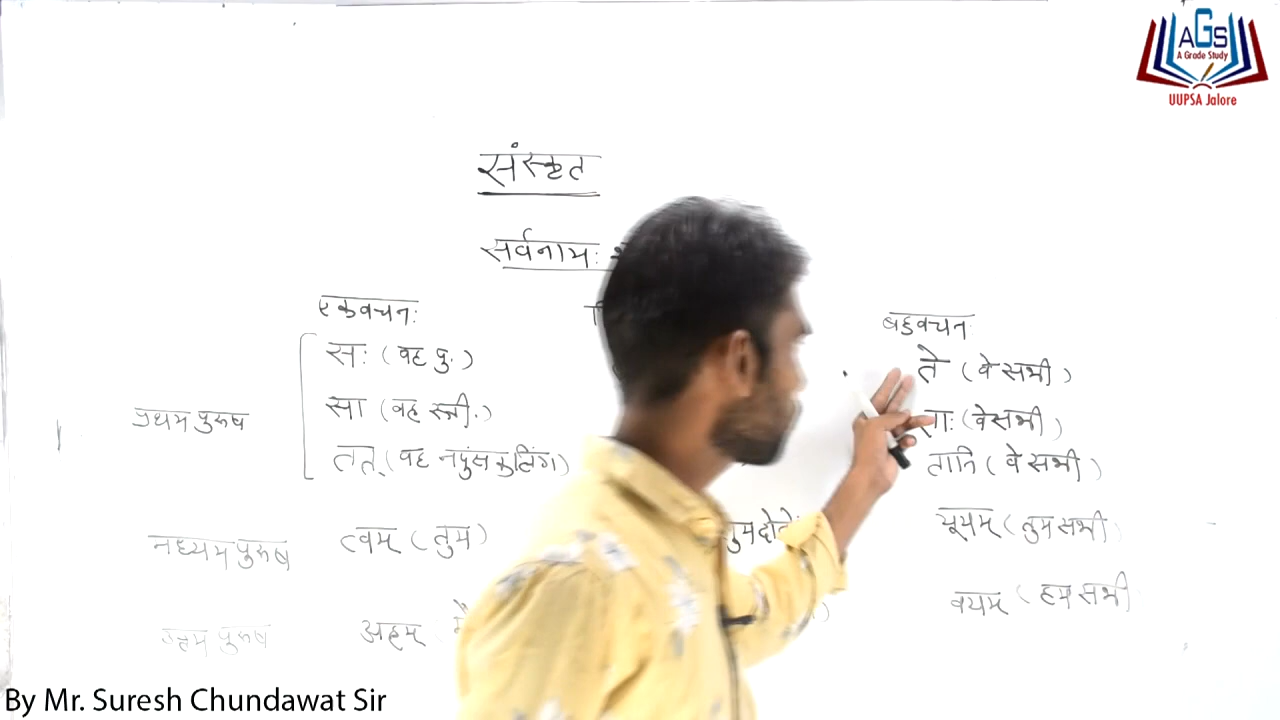 AGS
A Grade Study
UUPSA Jalore
संस्कृत
सर्वनामः
एकवचनः
बहुवचनः
सः (वह पु.)
ते (वे सभी)
प्रथम पुरुष
सा (वह स्त्री.)
(वे सभी)
तत् (वह नपुंसकलिंग)
तानि (वे सभी)
मध्यम पुरुष
त्वम् (तुम)
तुम दोनों
यूयम् (तुम सभी
उत्तम पुरुष
अहम्
वयम् (हम सभी
By Mr. Suresh Chundawat Sir